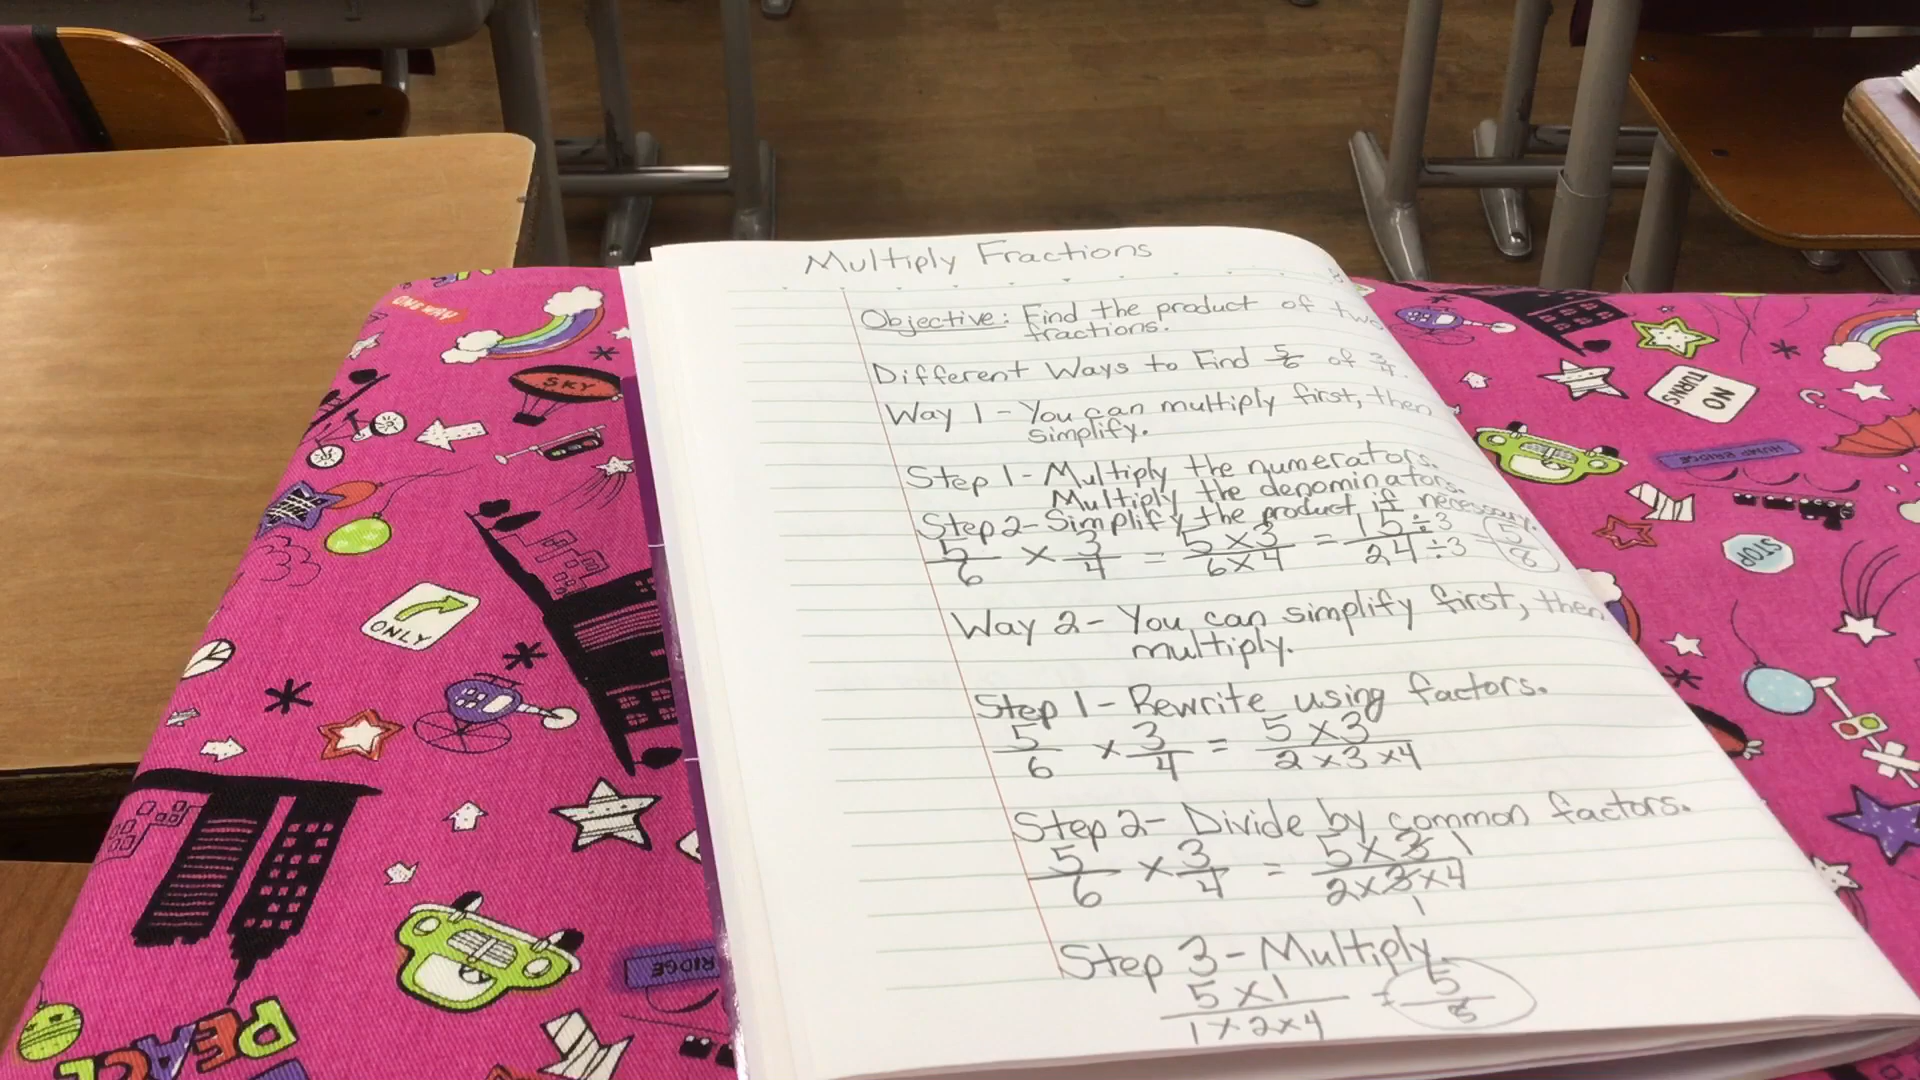 Multiply Fractions
Objective: Find the product of two
fractions.
Different Ways to Find 5/6 of 3/4.
Way 1 - You can multiply first, then
simplify.
Step 1 - Multiply the numerators.
Multiply the denominators.
Step 2 - Simplify the product if necessary.
5/6 × 3/4 = 5×3/6×4 = 15÷3/24÷3 = 5/8
Way 2 - You can simplify first, then
multiply.
Step 1 - Rewrite using factors.
5/6 × 3/4 = 5×3/2×3×4
Step 2 - Divide by common factors.
5/6 × 3/4 = 5×3 1/2×3×4
1
Step 3 - Multiply.
5×1/1×2×4 = 5/8
ONE WAY
SKY
ONLY
RIDGE
PEACE
NO
TURNS
HUMP BRIDGE
STOP